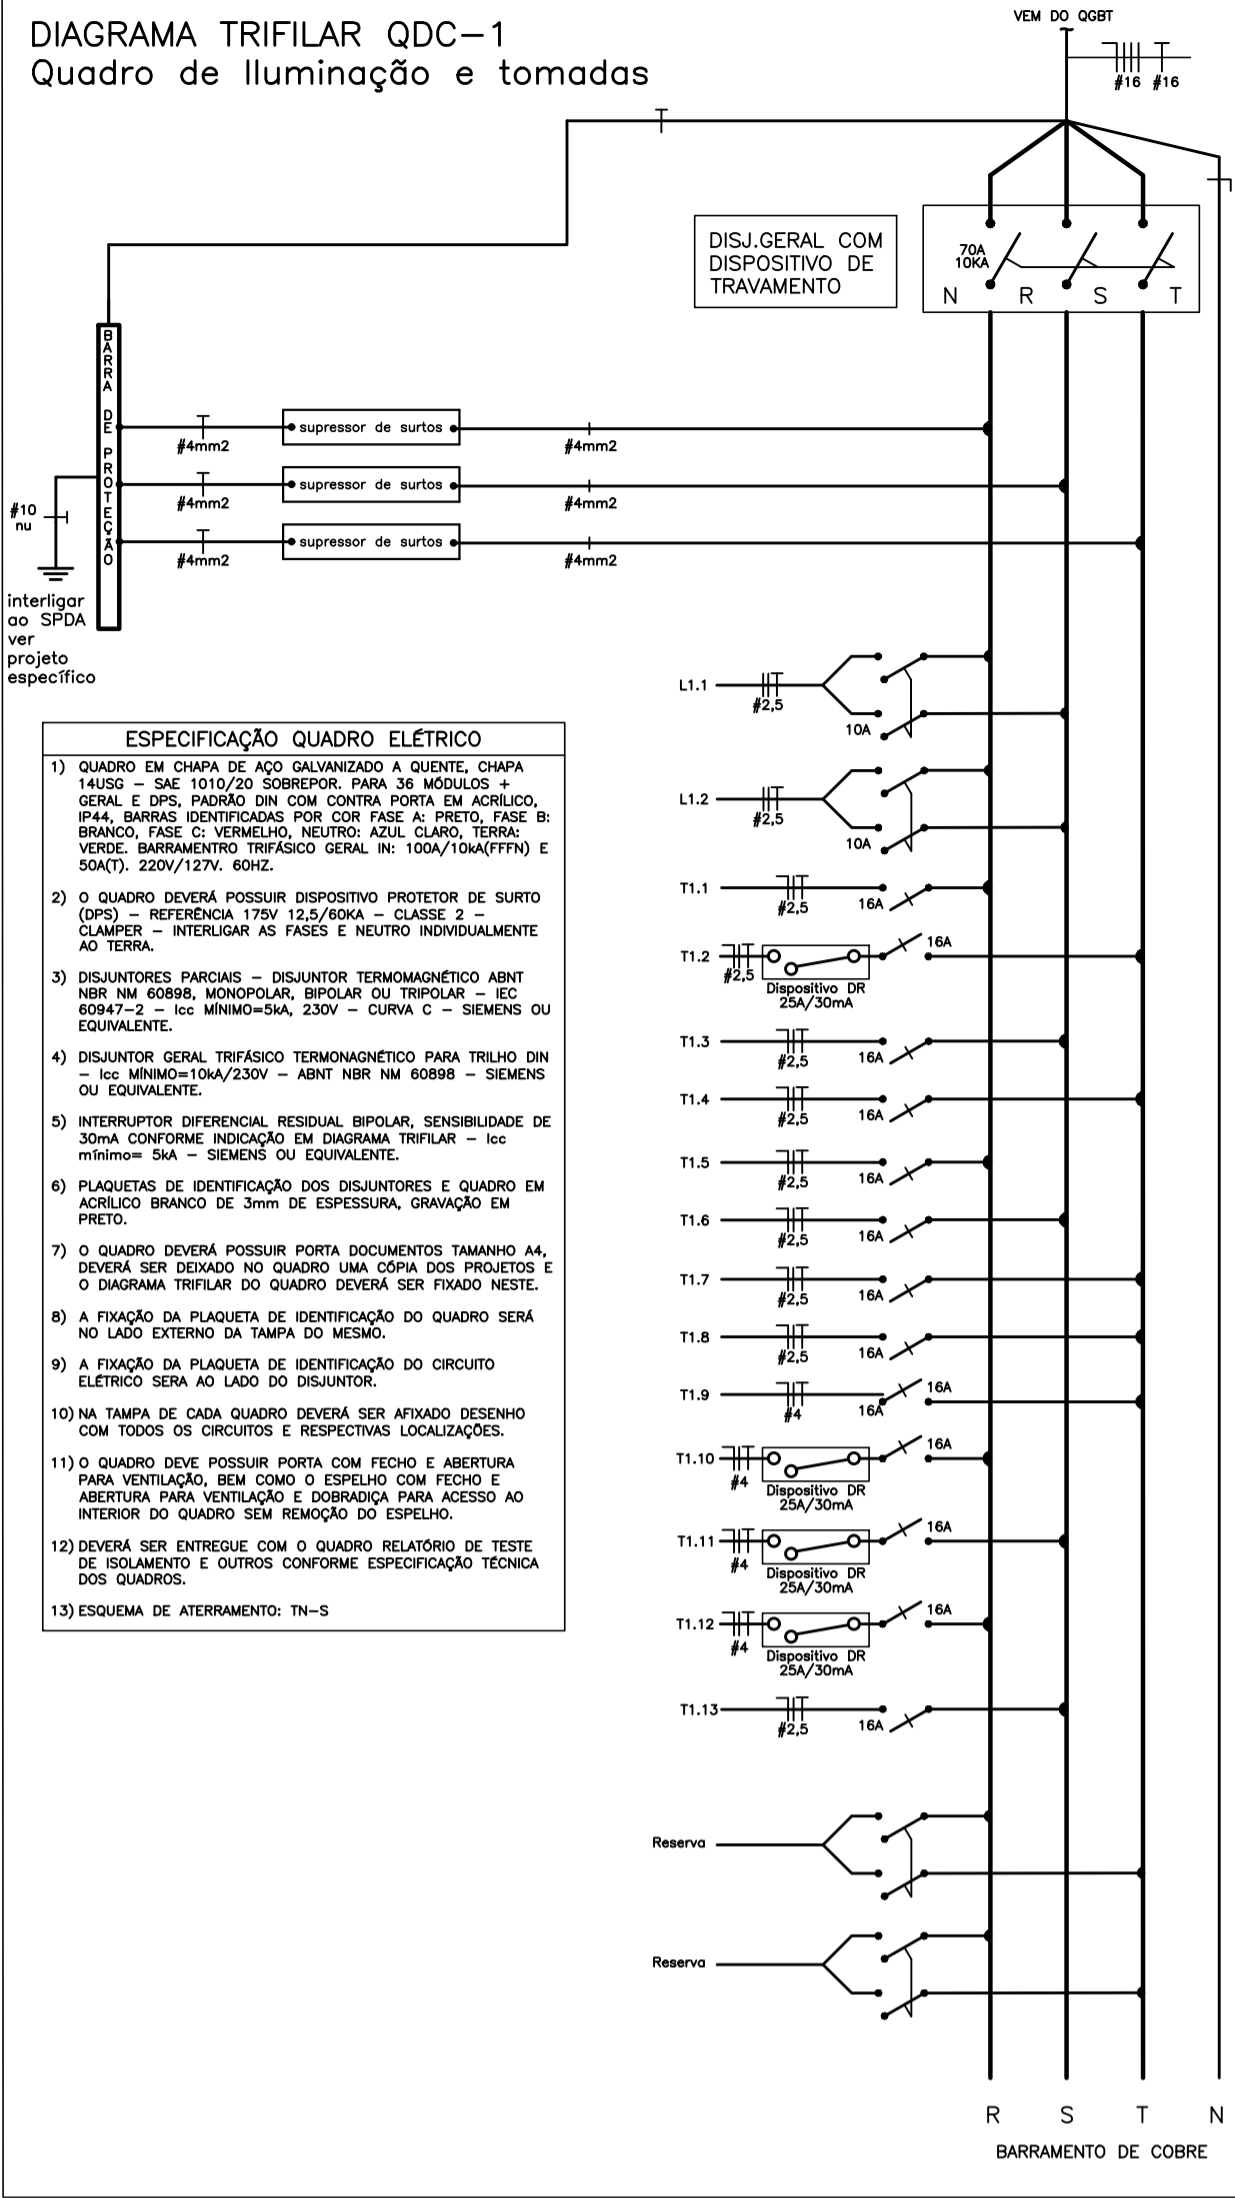 DIAGRAMA TRIFILAR QDC-1
Quadro de Iluminação e tomadas
VEM DO QGBT
#16 #16
DISJ.GERAL COM
DISPOSITIVO DE
TRAVAMENTO
70A
10KA
N R S T
BARRA DE PROTEÇÃO
#4mm2 supressor de surtos #4mm2
#4mm2 supressor de surtos #4mm2
#4mm2 supressor de surtos #4mm2
#10
nu
interligar
ao SPDA
ver
projeto
específico
ESPECIFICAÇÃO QUADRO ELÉTRICO
1) QUADRO EM CHAPA DE AÇO GALVANIZADO A QUENTE, CHAPA
14USG - SAE 1010/20 SOBREPOR. PARA 36 MÓDULOS +
GERAL E DPS, PADRÃO DIN COM CONTRA PORTA EM ACRÍLICO,
IP44, BARRAS IDENTIFICADAS POR COR FASE A: PRETO, FASE B:
BRANCO, FASE C: VERMELHO, NEUTRO: AZUL CLARO, TERRA:
VERDE. BARRAMENTRO TRIFÁSICO GERAL IN: 100A/10kA(FFFN) E
50A(T). 220V/127V. 60HZ.
2) O QUADRO DEVERÁ POSSUIR DISPOSITIVO PROTETOR DE SURTO
(DPS) - REFERÊNCIA 175V 12,5/60KA - CLASSE 2 -
CLAMPER - INTERLIGAR AS FASES E NEUTRO INDIVIDUALMENTE
AO TERRA.
3) DISJUNTORES PARCIAIS - DISJUNTOR TERMOMAGNÉTICO ABNT
NBR NM 60898, MONOPOLAR, BIPOLAR OU TRIPOLAR - IEC
60947-2 - Icc MÍNIMO=5kA, 230V - CURVA C - SIEMENS OU
EQUIVALENTE.
4) DISJUNTOR GERAL TRIFÁSICO TERMONAGNÉTICO PARA TRILHO DIN
- Icc MÍNIMO=10kA/230V - ABNT NBR NM 60898 - SIEMENS
OU EQUIVALENTE.
5) INTERRUPTOR DIFERENCIAL RESIDUAL BIPOLAR, SENSIBILIDADE DE
30mA CONFORME INDICAÇÃO EM DIAGRAMA TRIFILAR - Icc
mínimo= 5kA - SIEMENS OU EQUIVALENTE.
6) PLAQUETAS DE IDENTIFICAÇÃO DOS DISJUNTORES E QUADRO EM
ACRÍLICO BRANCO DE 3mm DE ESPESSURA, GRAVAÇÃO EM
PRETO.
7) O QUADRO DEVERÁ POSSUIR PORTA DOCUMENTOS TAMANHO A4,
DEVERÁ SER DEIXADO NO QUADRO UMA CÓPIA DOS PROJETOS E
O DIAGRAMA TRIFILAR DO QUADRO DEVERÁ SER FIXADO NESTE.
8) A FIXAÇÃO DA PLAQUETA DE IDENTIFICAÇÃO DO QUADRO SERÁ
NO LADO EXTERNO DA TAMPA DO MESMO.
9) A FIXAÇÃO DA PLAQUETA DE IDENTIFICAÇÃO DO CIRCUITO
ELÉTRICO SERA AO LADO DO DISJUNTOR.
10) NA TAMPA DE CADA QUADRO DEVERÁ SER AFIXADO DESENHO
COM TODOS OS CIRCUITOS E RESPECTIVAS LOCALIZAÇÕES.
11) O QUADRO DEVE POSSUIR PORTA COM FECHO E ABERTURA
PARA VENTILAÇÃO, BEM COMO O ESPELHO COM FECHO E
ABERTURA PARA VENTILAÇÃO E DOBRADIÇA PARA ACESSO AO
INTERIOR DO QUADRO SEM REMOÇÃO DO ESPELHO.
12) DEVERÁ SER ENTREGUE COM O QUADRO RELATÓRIO DE TESTE
DE ISOLAMENTO E OUTROS CONFORME ESPECIFICAÇÃO TÉCNICA
DOS QUADROS.
13) ESQUEMA DE ATERRAMENTO: TN-S
L1.1 #2,5 10A
L1.2 #2,5 10A
T1.1 #2,5 16A
T1.2 #2,5 16A
Dispositivo DR
25A/30mA
T1.3 #2,5 16A
T1.4 #2,5 16A
T1.5 #2,5 16A
T1.6 #2,5 16A
T1.7 #2,5 16A
T1.8 #2,5 16A
T1.9 #4 16A 16A
T1.10 #4 16A
Dispositivo DR
25A/30mA
T1.11 #4 16A
Dispositivo DR
25A/30mA
T1.12 #4 16A
Dispositivo DR
25A/30mA
T1.13 #2,5 16A
Reserva
Reserva
R S T N
BARRAMENTO DE COBRE